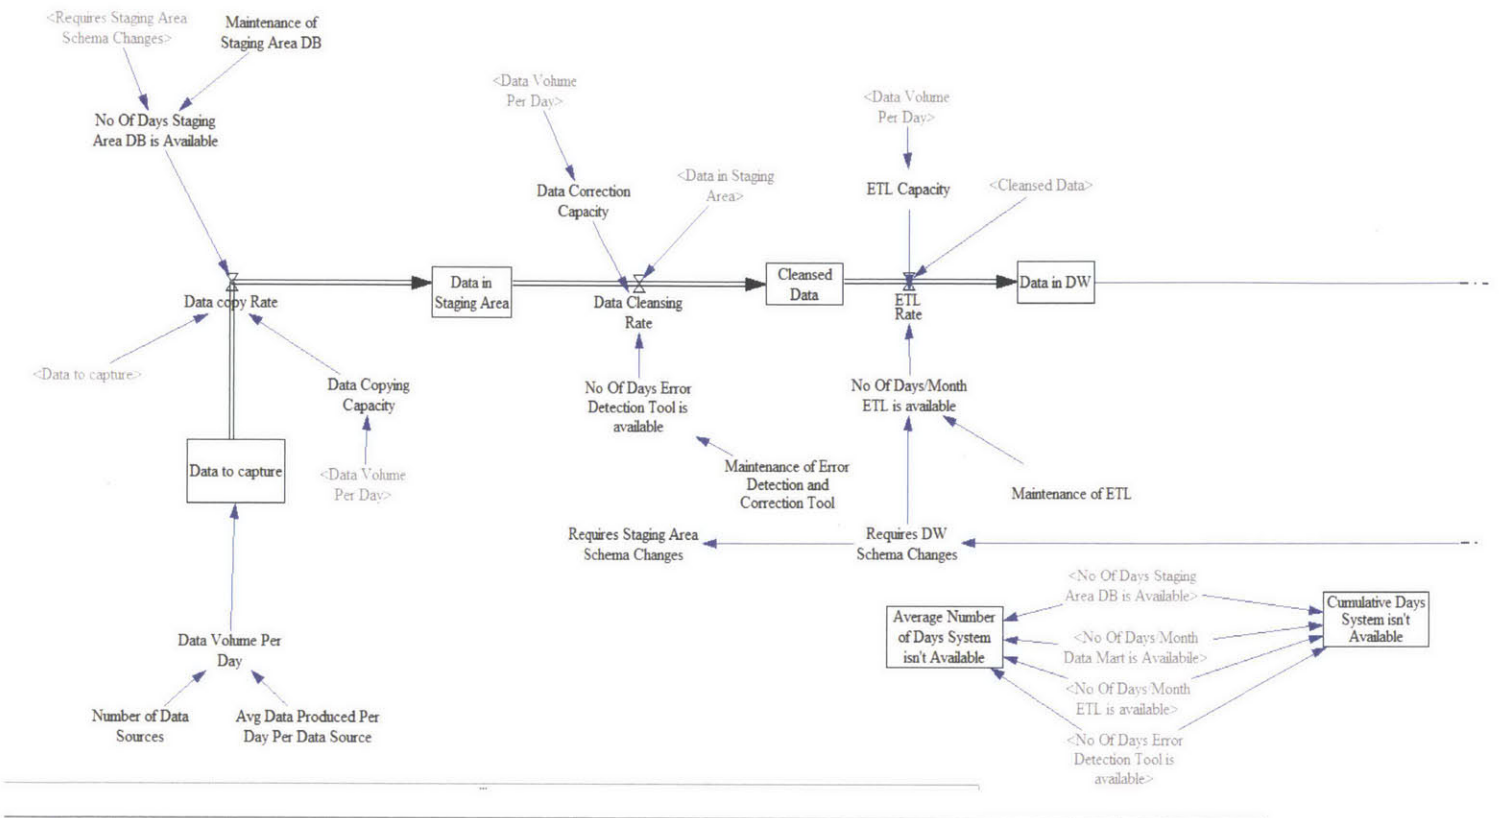 <Requires Staging Area
Schema Changes>
Maintenance of
Staging Area DB
No Of Days Staging
Area DB is Available
<Data Volume
Per Day>
<Data Volume
Per Day>
Data Correction
Capacity
<Data in Staging
Area>
ETL Capacity
<Cleansed Data>
Data copy Rate
Data in
Staging Area
Data Cleansing
Rate
Cleansed
Data
ETL
Rate
Data in DW
<Data to capture>
Data Copying
Capacity
No Of Days Error
Detection Tool is
available
No Of Days/Month
ETL is available
Data to capture
<Data Volume
Per Day>
Maintenance of Error
Detection and
Correction Tool
Maintenance of ETL
Requires Staging Area
Schema Changes
Requires DW
Schema Changes
<No Of Days Staging
Area DB is Available>
Average Number
of Days System
isn't Available
Cumulative Days
System isn't
Available
<No Of Days/Month
Data Mart is Availabile>
<No Of Days/Month
ETL is available>
<No Of Days Error
Detection Tool is
available>
Data Volume Per
Day
Number of Data
Sources
Avg Data Produced Per
Day Per Data Source